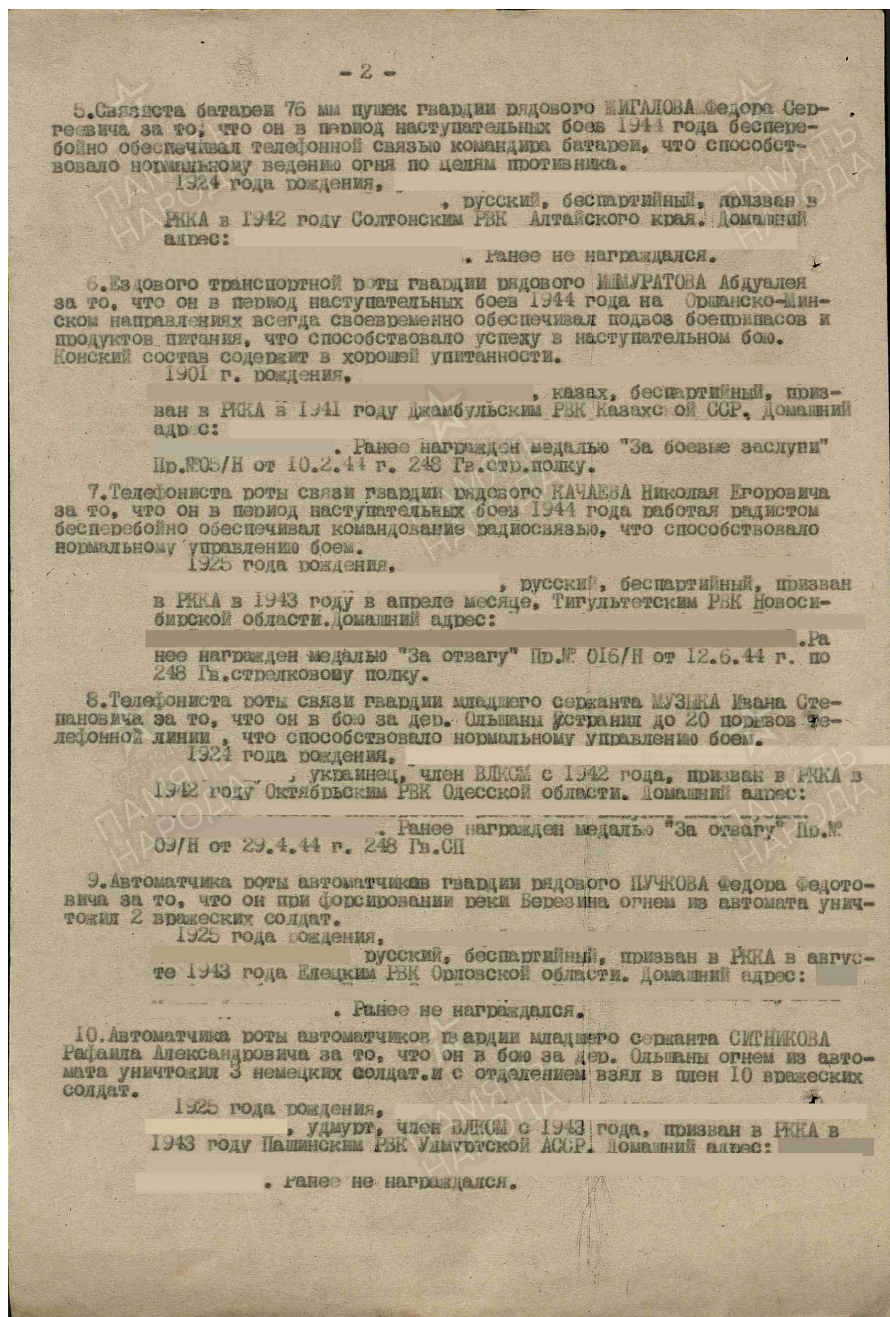 - 2 -
5.Связиста батареи 76 мм пушек гвардии рядового ЖИГАЛОВА Федора Сер-
геевича за то, что он в период наступательных боев 1944 года беспере-
бойно обеспечивал телефонной связью командира батареи, что способст-
вовало нормальному ведению огня по целям противника.
1924 года рождения,
, русский, беспартийный, призван в
РККА в 1942 году Солтонским РВК Алтайского края. Домашний
адрес:
. Ранее не награждался.
6.Ездового транспортной роты гвардии рядового ИШМУРАТОВА Абдуалея
за то, что он в период наступательных боев 1944 года на Оршанско-Мин-
ском направлениях всегда своевременно обеспечивал подвоз боеприпасов и
продуктов питания, что способствовало успеху в наступательном бою.
Конский состав содержит в хорошей упитанности.
1901 г. рождения,
, казах, беспартийный, приз-
ван в РККА в 1941 году Джамбульским РВК Казахской ССР. Домашний
адрес:
. Ранее награжден медалью "За боевые заслуги"
Пр.№05/Н от 10.2.44 г. 248 Гв.стр.полку.
7.Телефониста роты связи гвардии рядового КАЧАЕВА Николая Егоровича
за то, что он в период наступательных боев 1944 года работая радистом
бесперебойно обеспечивал командование радиосвязью, что способствовало
нормальному управлению боем.
1925 года рождения,
, русский, беспартийный, призван
в РККА в 1943 году в апреле месяце, Тигультетским РВК Новоси-
бирской области.Домашний адрес:
.Ра
нее награжден медалью "За отвагу" Пр.№ 016/Н от 12.6.44 г. по
248 Гв.стрелковому полку.
8.Телефониста роты связи гвардии младшего сержанта МУЗЫКА Ивана Сте-
пановича за то, что он в бою за дер. Ольшаны устранил до 20 порывов те-
лефонной линии , что способствовало нормальному управлению боем.
1924 года рождения,
, украинец, член ВЛКСМ с 1942 года, призван в РККА в
1942 году Октябрьским РВК Одесской области. Домашний адрес:
. Ранее награжден медалью "За отвагу" Пр.№
09/Н от 29.4.44 г. 248 Гв.СП
9.Автоматчика роты автоматчиков гвардии рядового ПУЧКОВА Федора Федото-
вича за то, что он при форсировании реки Березина огнем из автомата унич-
тожил 2 вражеских солдат.
1925 года рождения,
русский, беспартийный, призван в РККА в авгус-
те 1943 года Елецким РВК Орловской области. Домашний адрес:
. Ранее не награждался.
10.Автоматчика роты автоматчиков гвардии младшего сержанта СИТНИКОВА
Рафаила Александровича за то, что он в бою за дер. Ольшаны огнем из авто-
мата уничтожил 3 немецких солдат.и с отделением взял в плен 10 вражеских
солдат.
1925 года рождения,
, удмурт, член ВЛКСМ с 1943 года, призван в РККА в
1943 году Пашинским РВК Удмуртской АССР. Домашний адрес:
. Ранее не награждался.